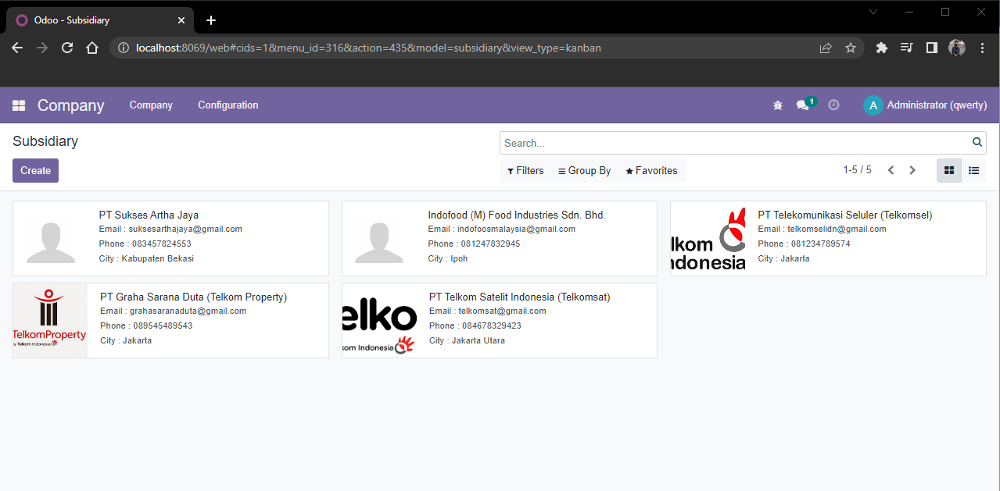 Odoo - Subsidiary
localhost:8069/web#cids=1&menu_id=316&action=435&model=subsidiary&view_type=kanban
Company
Company
Configuration
1
A
Administrator (qwerty)
Subsidiary
Search...
Create
Filters
Group By
Favorites
1-5 / 5
PT Sukses Artha Jaya
Email : suksesarthajaya@gmail.com
Phone : 083457824553
City : Kabupaten Bekasi
Indofood (M) Food Industries Sdn. Bhd.
Email : indofoosmalaysia@gmail.com
Phone : 081247832945
City : Ipoh
lkom
ndonesia
PT Telekomunikasi Seluler (Telkomsel)
Email : telkomselidn@gmail.com
Phone : 081234789574
City : Jakarta
TelkomProperty
by Telkom Indonesia
PT Graha Sarana Duta (Telkom Property)
Email : grahasaranaduta@gmail.com
Phone : 089545489543
City : Jakarta
elko
kom Indonesia
PT Telkom Satelit Indonesia (Telkomsat)
Email : telkomsat@gmail.com
Phone : 084678329423
City : Jakarta Utara